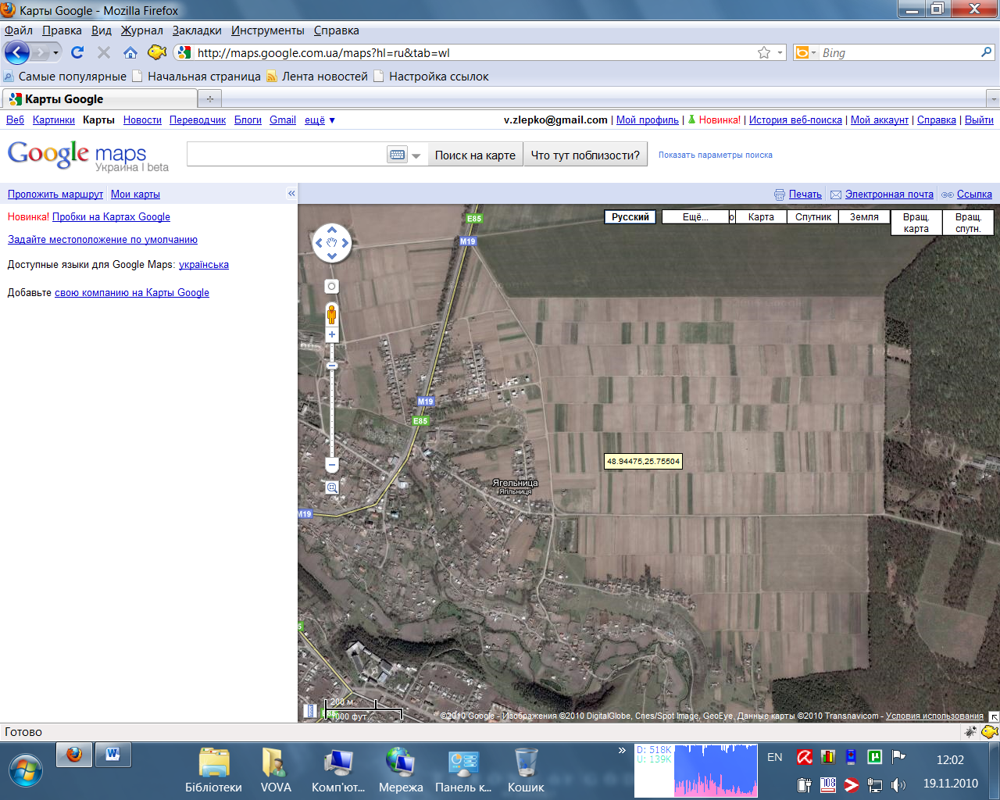 Карты Google - Mozilla Firefox
Файл Правка Вид Журнал Закладки Инструменты Справка
http://maps.google.com.ua/maps?hl=ru&tab=wl
Bing
Самые популярные Начальная страница Лента новостей Настройка ссылок
Карты Google
Веб Картинки Карты Новости Переводчик Блоги Gmail ещё ▼
v.zlepko@gmail.com | Мой профиль | Новинка! | История веб-поиска | Мой аккаунт | Справка | Выйти
Google maps
Украина | beta
Поиск на карте
Что тут поблизости?
Показать параметры поиска
Проложить маршрут Мои карты «
Печать Электронная почта Ссылка
Новинка! Пробки на Картах Google
Задайте местоположение по умолчанию
Доступные языки для Google Maps: українська
Добавьте свою компанию на Карты Google
Русский Ещё... о Карта Спутник Земля
Вращ. карта
Вращ. спутн.
E85
M19
M19
E85
48.94475,25.75504
Ягельница
Ягільниця
M19
200 м
1000 фут.
©2010 Google - Изображения ©2010 DigitalGlobe, Cnes/Spot Image, GeoEye, Данные карты ©2010 Transnavicom - Условия использования
Готово
Бібліотеки VOVA Комп'ют... Мережа Панель к... Кошик
»
D: 518K
U: 139K
EN
108
12:02
19.11.2010